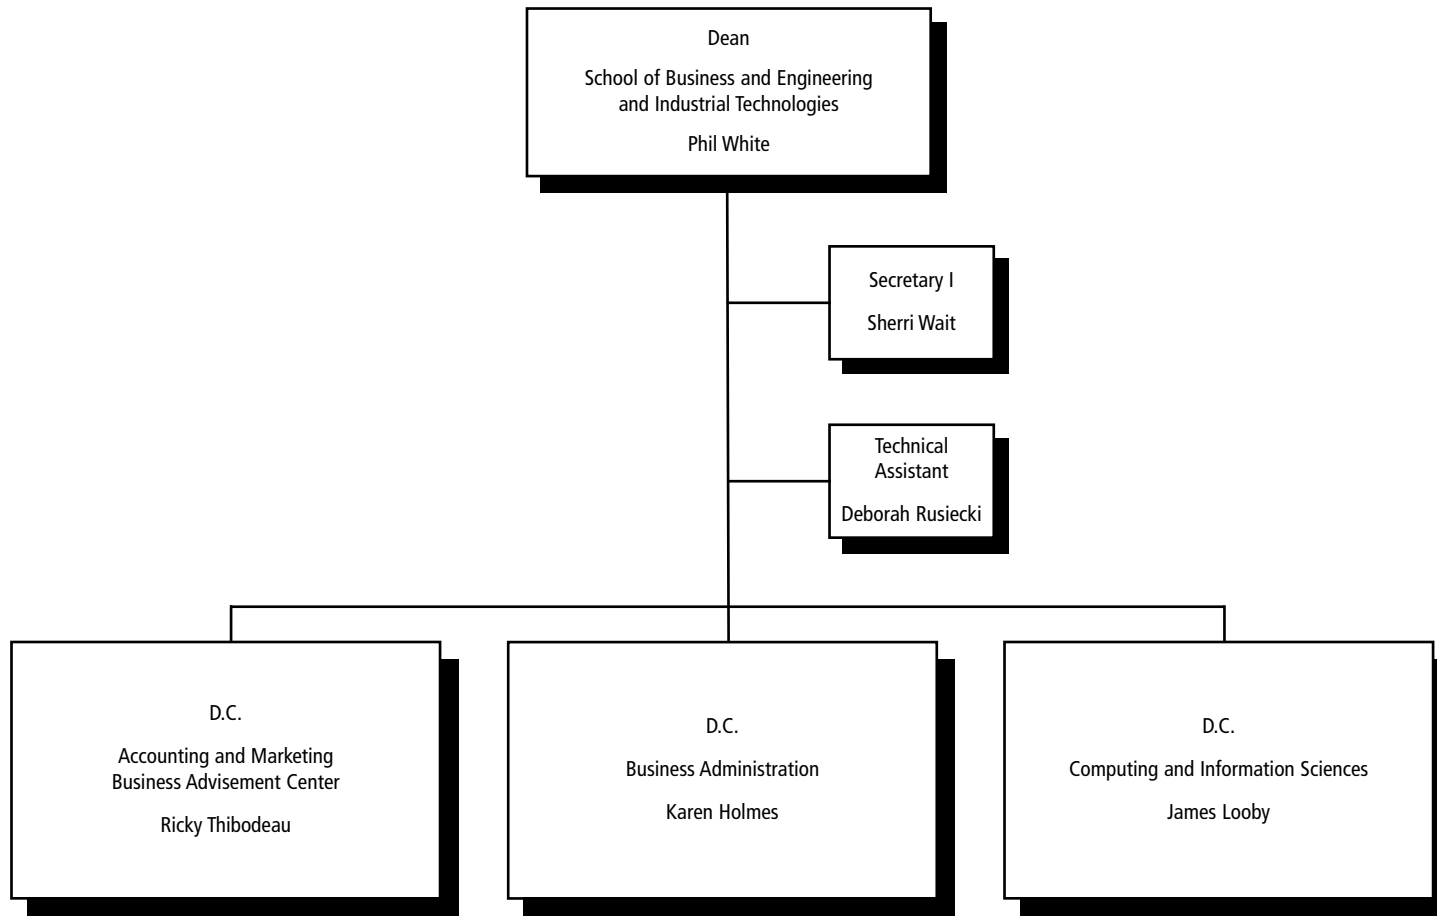 Dean
School of Business and Engineering
and Industrial Technologies
Phil White
Secretary I
Sherri Wait
Technical
Assistant
Deborah Rusiecki
D.C.
Accounting and Marketing
Business Advisement Center
Ricky Thibodeau
D.C.
Business Administration
Karen Holmes
D.C.
Computing and Information Sciences
James Looby